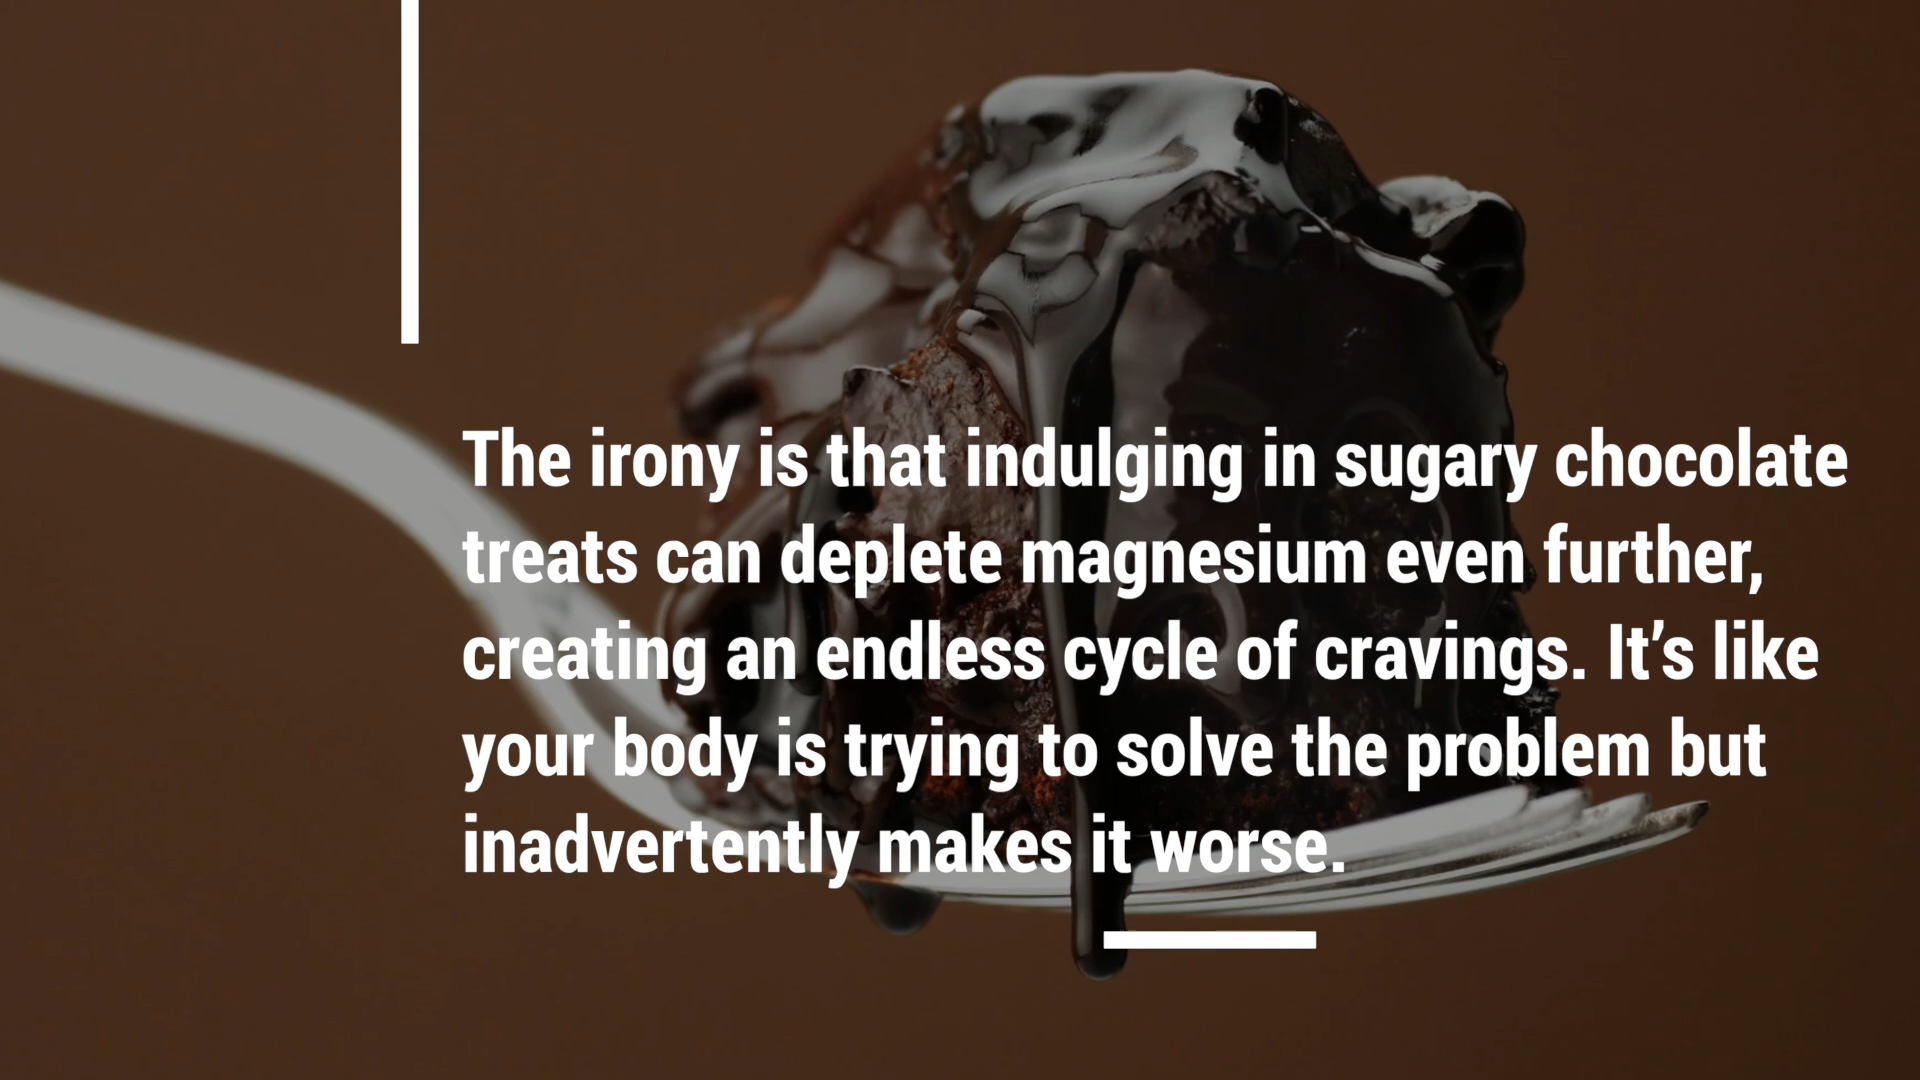 The irony is that indulging in sugary chocolate
treats can deplete magnesium even further,
creating an endless cycle of cravings. It’s like
your body is trying to solve the problem but
inadvertently makes it worse.